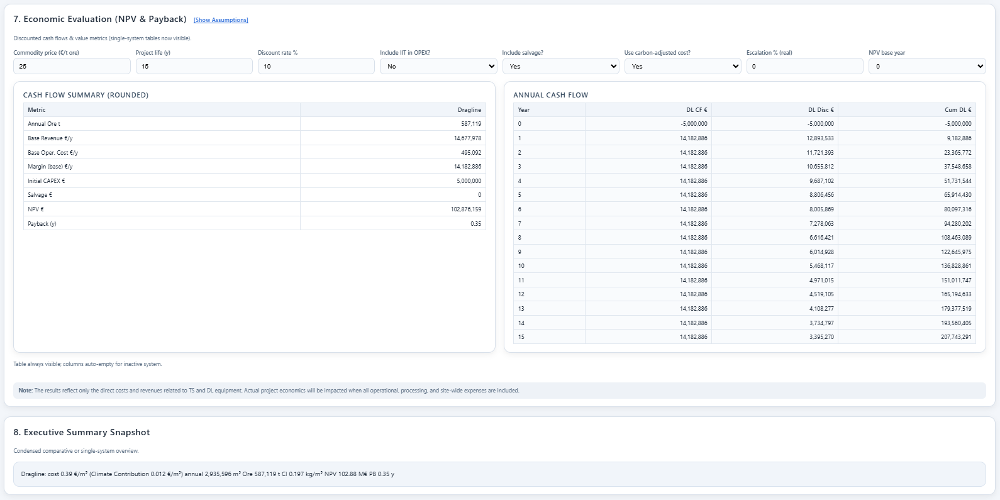 7. Economic Evaluation (NPV & Payback) [Show Assumptions]
Discounted cash flows & value metrics (single-system tables now visible).
Commodity price (€/t ore) Project life (y) Discount rate % Include IIT in OPEX? Include salvage? Use carbon-adjusted cost? Escalation % (real) NPV base year
25 15 10 No Yes Yes 0 0
CASH FLOW SUMMARY (ROUNDED)
Metric Dragline
Annual Ore t 587,119
Base Revenue €/y 14,677,978
Base Oper. Cost €/y 495,092
Margin (base) €/y 14,182,886
Initial CAPEX € 5,000,000
Salvage € 0
NPV € 102,876,159
Payback (y) 0.35
ANNUAL CASH FLOW
Year DL CF € DL Disc € Cum DL €
0 -5,000,000 -5,000,000 -5,000,000
1 14,182,886 12,893,533 9,182,886
2 14,182,886 11,721,393 23,365,772
3 14,182,886 10,655,812 37,548,658
4 14,182,886 9,687,102 51,731,544
5 14,182,886 8,806,456 65,914,430
6 14,182,886 8,005,869 80,097,316
7 14,182,886 7,278,063 94,280,202
8 14,182,886 6,616,421 108,463,089
9 14,182,886 6,014,928 122,645,975
10 14,182,886 5,468,117 136,828,861
11 14,182,886 4,971,015 151,011,747
12 14,182,886 4,519,105 165,194,633
13 14,182,886 4,108,277 179,377,519
14 14,182,886 3,734,797 193,560,405
15 14,182,886 3,395,270 207,743,291
Table always visible; columns auto-empty for inactive system.
Note: The results reflect only the direct costs and revenues related to TS and DL equipment. Actual project economics will be impacted when all operational, processing, and site-wide expenses are included.
8. Executive Summary Snapshot
Condensed comparative or single-system overview.
Dragline: cost 0.39 €/m³ (Climate Contribution 0.012 €/m³) annual 2,935,596 m³ Ore 587,119 t CI 0.197 kg/m³ NPV 102.88 M€ PB 0.35 y